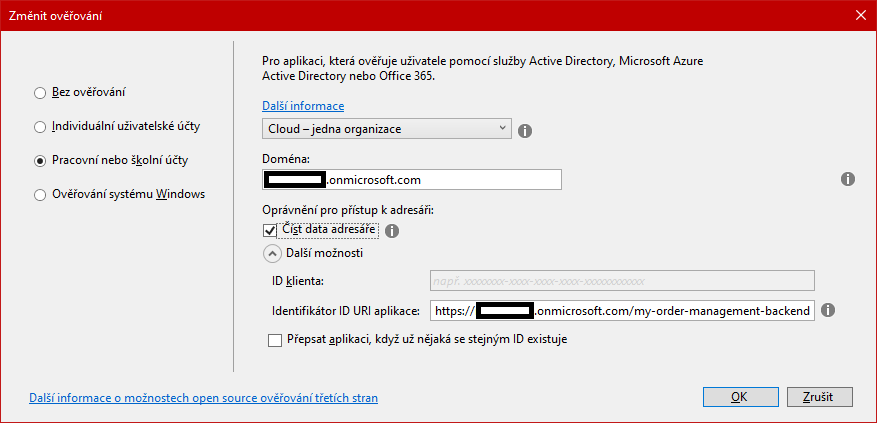 Změnit ověřování
Bez ověřování
Individuální uživatelské účty
Pracovní nebo školní účty
Ověřování systému Windows
Pro aplikaci, která ověřuje uživatele pomocí služby Active Directory, Microsoft Azure
Active Directory nebo Office 365.
Další informace
Cloud – jedna organizace
Doména:
.onmicrosoft.com
Oprávnění pro přístup k adresáři:
Číst data adresáře
Další možnosti
ID klienta:
např. xxxxxxxx-xxxx-xxxx-xxxx-xxxxxxxxxxxx
Identifikátor ID URI aplikace:
https:// .onmicrosoft.com/my-order-management-backend
Přepsat aplikaci, když už nějaká se stejným ID existuje
Další informace o možnostech open source ověřování třetích stran
OK
Zrušit